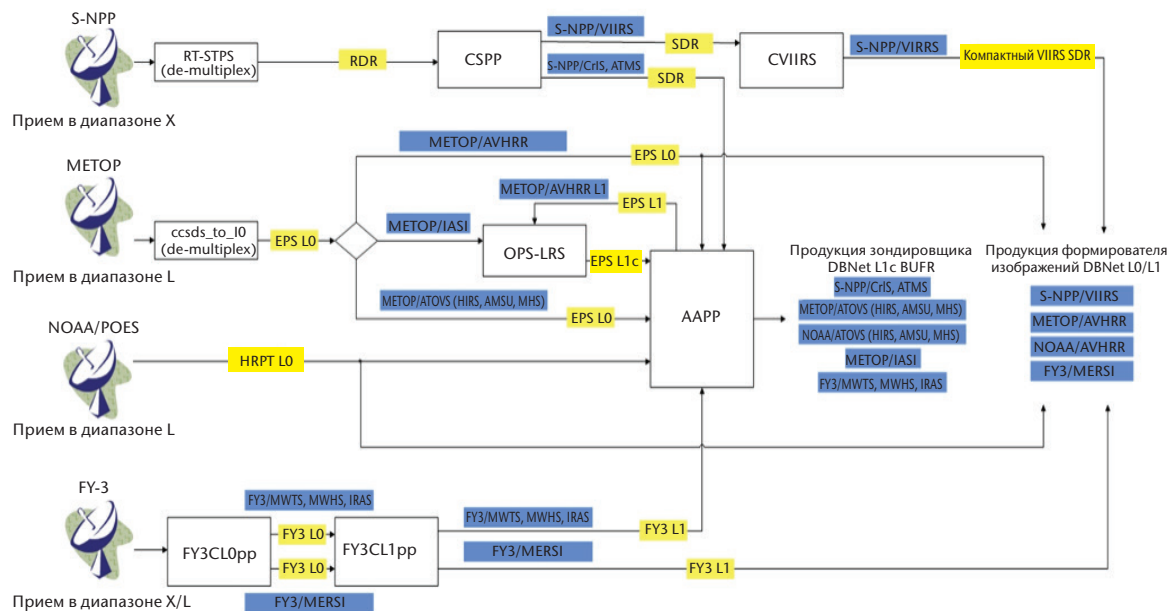 S-NPP
RT-STPS
(de-multiplex)
RDR
CSPP
S-NPP/VIIRS
SDR
S-NPP/CrIS, ATMS
SDR
CVIIRS
S-NPP/VIRRS
Компактный VIIRS SDR
Прием в диапазоне X
METOP
ccsds_to_l0
(de-multiplex)
EPS L0
METOP/AVHRR
EPS L0
METOP/IASI
METOP/AVHRR L1
EPS L1
OPS-LRS
EPS L1c
METOP/ATOVS (HIRS, AMSU, MHS)
EPS L0
AAPP
Прием в диапазоне L
Продукция зондировщика
DBNet L1c BUFR
S-NPP/CrIS, ATMS
METOP/ATOVS (HIRS, AMSU, MHS)
NOAA/ATOVS (HIRS, AMSU, MHS)
METOP/IASI
FY3/MWTS, MWHS, IRAS
Продукция формирователя
изображений DBNet L0/L1
S-NPP/VIIRS
METOP/AVHRR
NOAA/AVHRR
FY3/MERSI
NOAA/POES
HRPT L0
Прием в диапазоне L
FY-3
FY3CL0pp
FY3/MWTS, MWHS, IRAS
FY3 L0
FY3 L0
FY3/MERSI
FY3CL1pp
FY3/MWTS, MWHS, IRAS
FY3 L1
FY3/MERSI
FY3 L1
Прием в диапазоне X/L